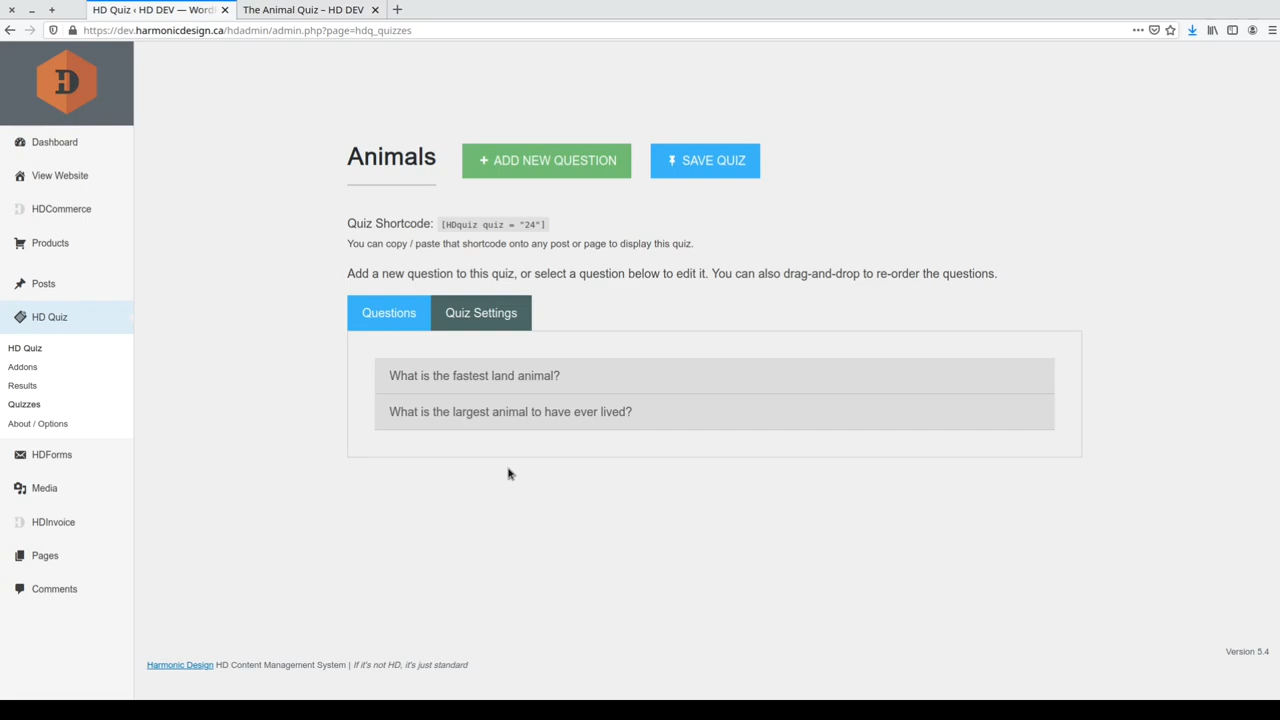 HD Quiz ‹ HD DEV — Word
The Animal Quiz – HD DEV
https://dev.harmonicdesign.ca/hdadmin/admin.php?page=hdq_quizzes
Dashboard
View Website
HDCommerce
Products
Posts
HD Quiz
HD Quiz
Addons
Results
Quizzes
About / Options
HDForms
Media
HDInvoice
Pages
Comments
Animals
+ ADD NEW QUESTION
SAVE QUIZ
Quiz Shortcode: [HDquiz quiz = "24"]
You can copy / paste that shortcode onto any post or page to display this quiz.
Add a new question to this quiz, or select a question below to edit it. You can also drag-and-drop to re-order the questions.
Questions
Quiz Settings
What is the fastest land animal?
What is the largest animal to have ever lived?
Version 5.4
Harmonic Design HD Content Management System | If it's not HD, it's just standard